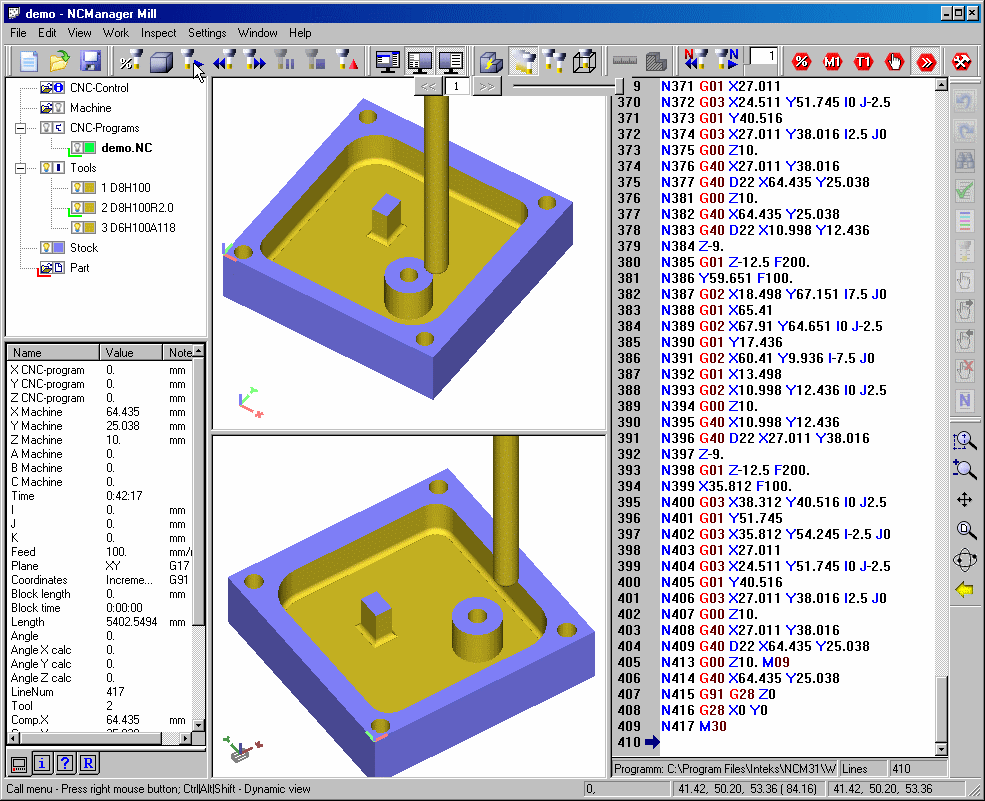 demo - NCManager Mill
File Edit View Work Inspect Settings Window Help
N N 1 % M1 T1
<< 1 >>
CNC-Control
Machine
CNC-Programs
demo.NC
Tools
1 D8H100
2 D8H100R2.0
3 D6H100A118
Stock
Part
Name Value Note
X CNC-program 0. mm
Y CNC-program 0. mm
Z CNC-program 0. mm
X Machine 64.435 mm
Y Machine 25.038 mm
Z Machine 10. mm
A Machine 0.
B Machine 0.
C Machine 0.
Time 0:42:17
I 0. mm
J 0. mm
K 0. mm
Feed 100. mm/
Plane XY G17
Coordinates Increme... G91
Block length 0. mm
Block time 0:00:00
Length 5402.5494 mm
Angle 0.
Angle X calc 0.
Angle Y calc 0.
Angle Z calc 0.
LineNum 417
Tool 2
Comp.X 64.435 mm
i ? R
9 N371 G01 X27.011
370 N372 G03 X24.511 Y51.745 I0 J-2.5
371 N373 G01 Y40.516
372 N374 G03 X27.011 Y38.016 I2.5 J0
373 N375 G00 Z10.
374 N376 G40 X27.011 Y38.016
375 N377 G40 D22 X64.435 Y25.038
376 N381 G00 Z10.
377 N382 G40 X64.435 Y25.038
378 N383 G40 D22 X10.998 Y12.436
379 N384 Z-9.
380 N385 G01 Z-12.5 F200.
381 N386 Y59.651 F100.
382 N387 G02 X18.498 Y67.151 I7.5 J0
383 N388 G01 X65.41
384 N389 G02 X67.91 Y64.651 I0 J-2.5
385 N390 G01 Y17.436
386 N391 G02 X60.41 Y9.936 I-7.5 J0
387 N392 G01 X13.498
388 N393 G02 X10.998 Y12.436 I0 J2.5
389 N394 G00 Z10.
390 N395 G40 X10.998 Y12.436
391 N396 G40 D22 X27.011 Y38.016
392 N397 Z-9.
393 N398 G01 Z-12.5 F200.
394 N399 X35.812 F100.
395 N400 G03 X38.312 Y40.516 I0 J2.5
396 N401 G01 Y51.745
397 N402 G03 X35.812 Y54.245 I-2.5 J0
398 N403 G01 X27.011
399 N404 G03 X24.511 Y51.745 I0 J-2.5
400 N405 G01 Y40.516
401 N406 G03 X27.011 Y38.016 I2.5 J0
402 N407 G00 Z10.
403 N408 G40 X27.011 Y38.016
404 N409 G40 D22 X64.435 Y25.038
405 N413 G00 Z10. M09
406 N414 G40 X64.435 Y25.038
407 N415 G91 G28 Z0
408 N416 G28 X0 Y0
409 N417 M30
410
N
Programm: C:\Program Files\Inteks\NCM31\W Lines 410
Call menu - Press right mouse button; Ctrl|Alt|Shift - Dynamic view 0. 41.42, 50.20, 53.36 ( 84.16) 41.42, 50.20, 53.36